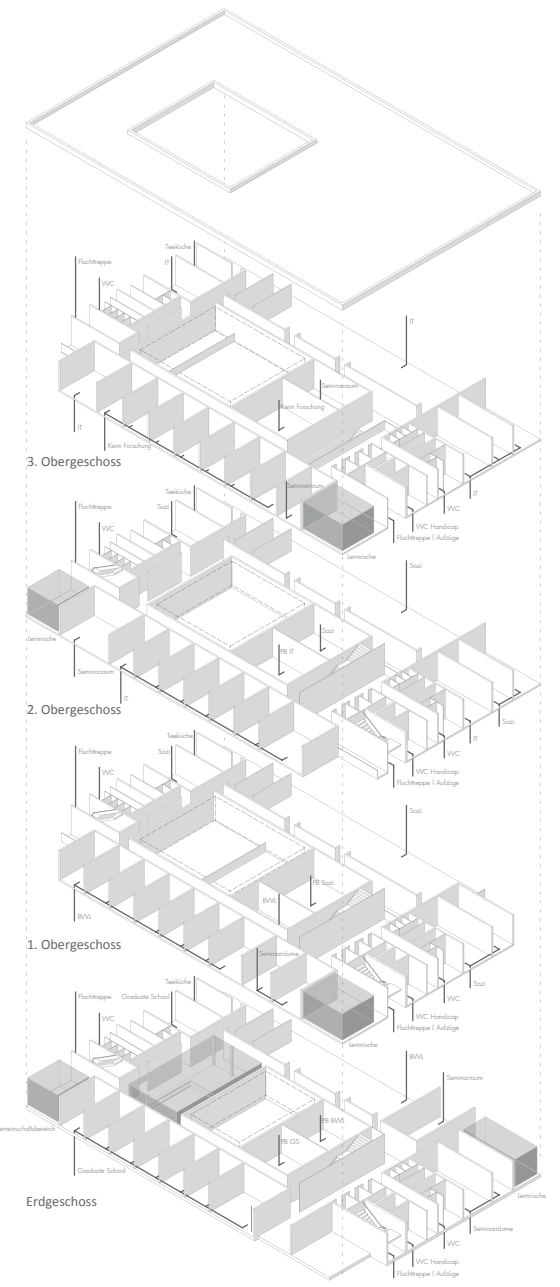 Teeküche
Fluchttreppe
IT
WC
IT
Seminarraum
Keim Forschung
IT
Keim Forschung
3. Obergeschoss
Seminarraum
IT
WC
WC Handicap
Fluchttreppe I Aufzüge
Lernnische
Teeküche
Fluchttreppe
Sozi
WC
Sozi
Lernnische
Sozi
PB IT
Seminarraum
IT
2. Obergeschoss
Sozi
IT
WC
WC Handicap
Fluchttreppe I Aufzüge
Teeküche
Fluchttreppe
Sozi
WC
Sozi
PB Sozi
BWL
BWL
1. Obergeschoss
Seminarräume
Sozi
WC
WC Handicap
Fluchttreppe I Aufzüge
Lernnische
Teeküche
Fluchttreppe
Graduate School
WC
BWL
Seminarraum
emeinschaftsbereich
PB BWL
PB GS
Graduate School
Erdgeschoss
Lernnische
Seminarräume
WC
WC Handicap
Fluchttreppe I Aufzüge